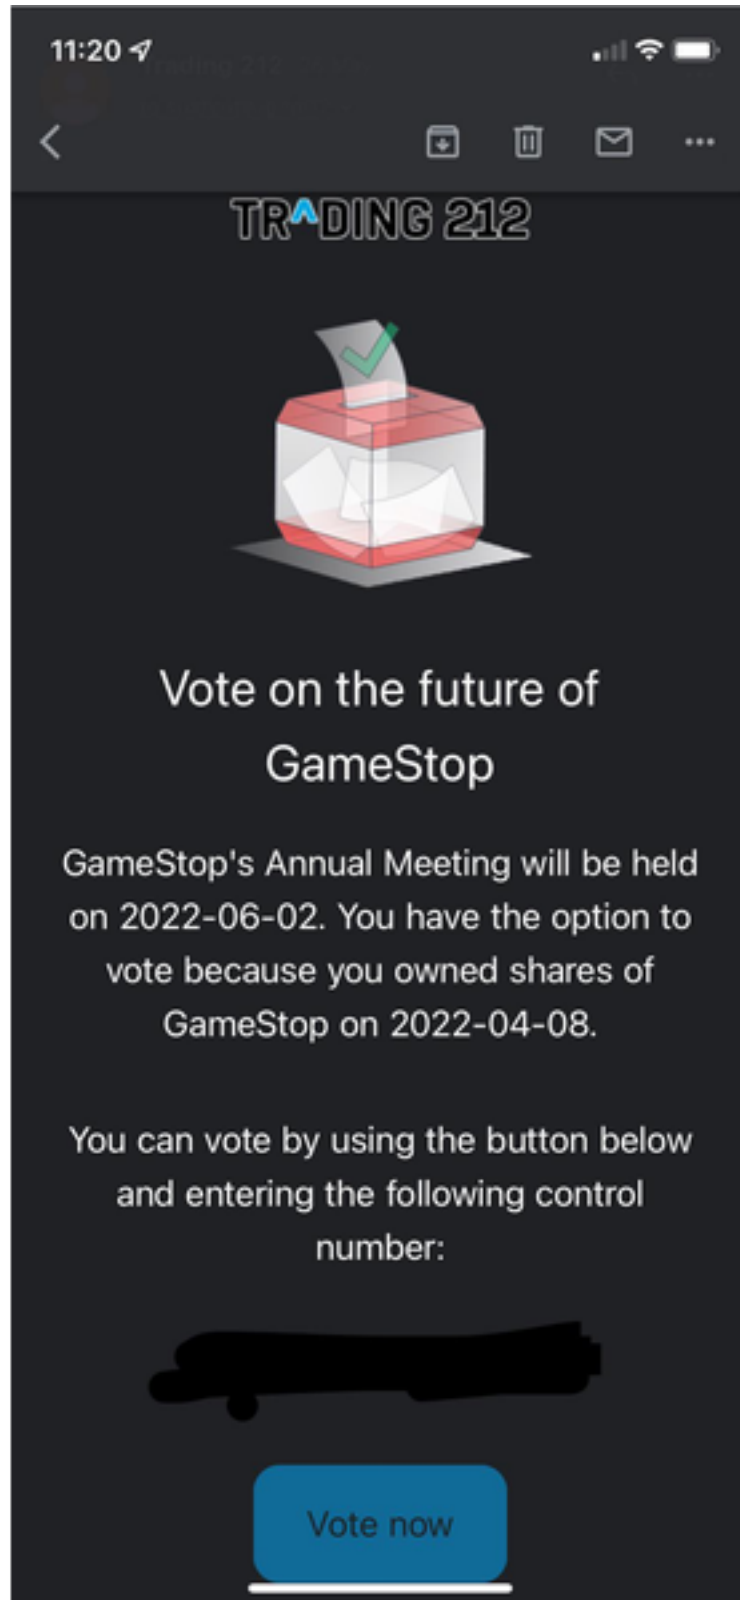 11:20
TRADING 212
Vote on the future of
GameStop
GameStop's Annual Meeting will be held
on 2022-06-02. You have the option to
vote because you owned shares of
GameStop on 2022-04-08.
You can vote by using the button below
and entering the following control
number:
Vote now